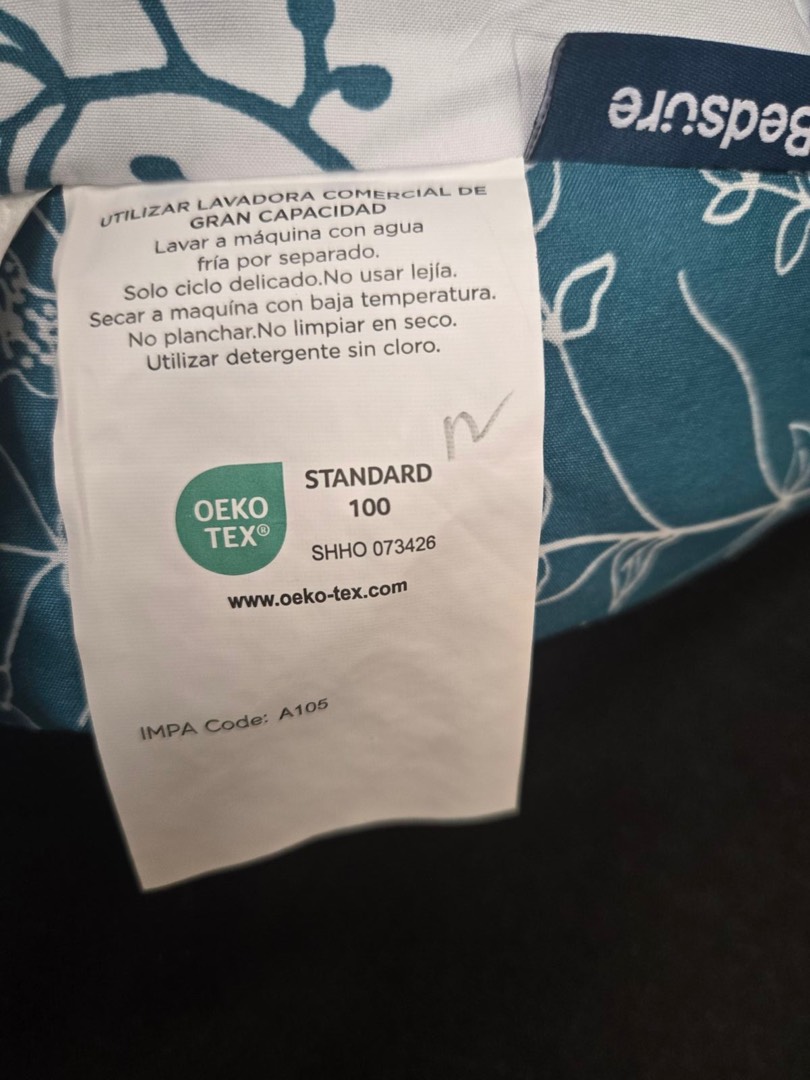 Bedsüre
UTILIZAR LAVADORA COMERCIAL DE
GRAN CAPACIDAD
Lavar a máquina con agua
fría por separado.
Solo ciclo delicado.No usar lejía.
Secar a maquína con baja temperatura.
No planchar.No limpiar en seco.
Utilizar detergente sin cloro.
OEKO
TEX®
STANDARD
100
SHHO 073426
www.oeko-tex.com
IMPA Code: A105